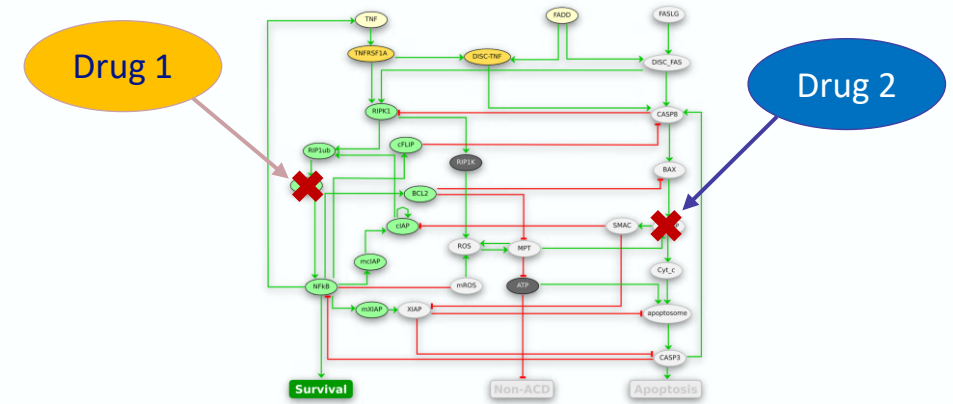 TNF
FADD
FASLG
Drug 1
TNFRSF1A
DISC-TNF
DISC_FAS
Drug 2
RIPK1
CASP8
cFLIP
RIP1ub
RIP1K
BAX
BCL2
cIAP
SMAC
ROS
MPT
mcIAP
Cyt_c
NFkB
mROS
ATP
mXIAP
XIAP
apoptosome
CASP3
Survival
Non-ACD
Apoptosis